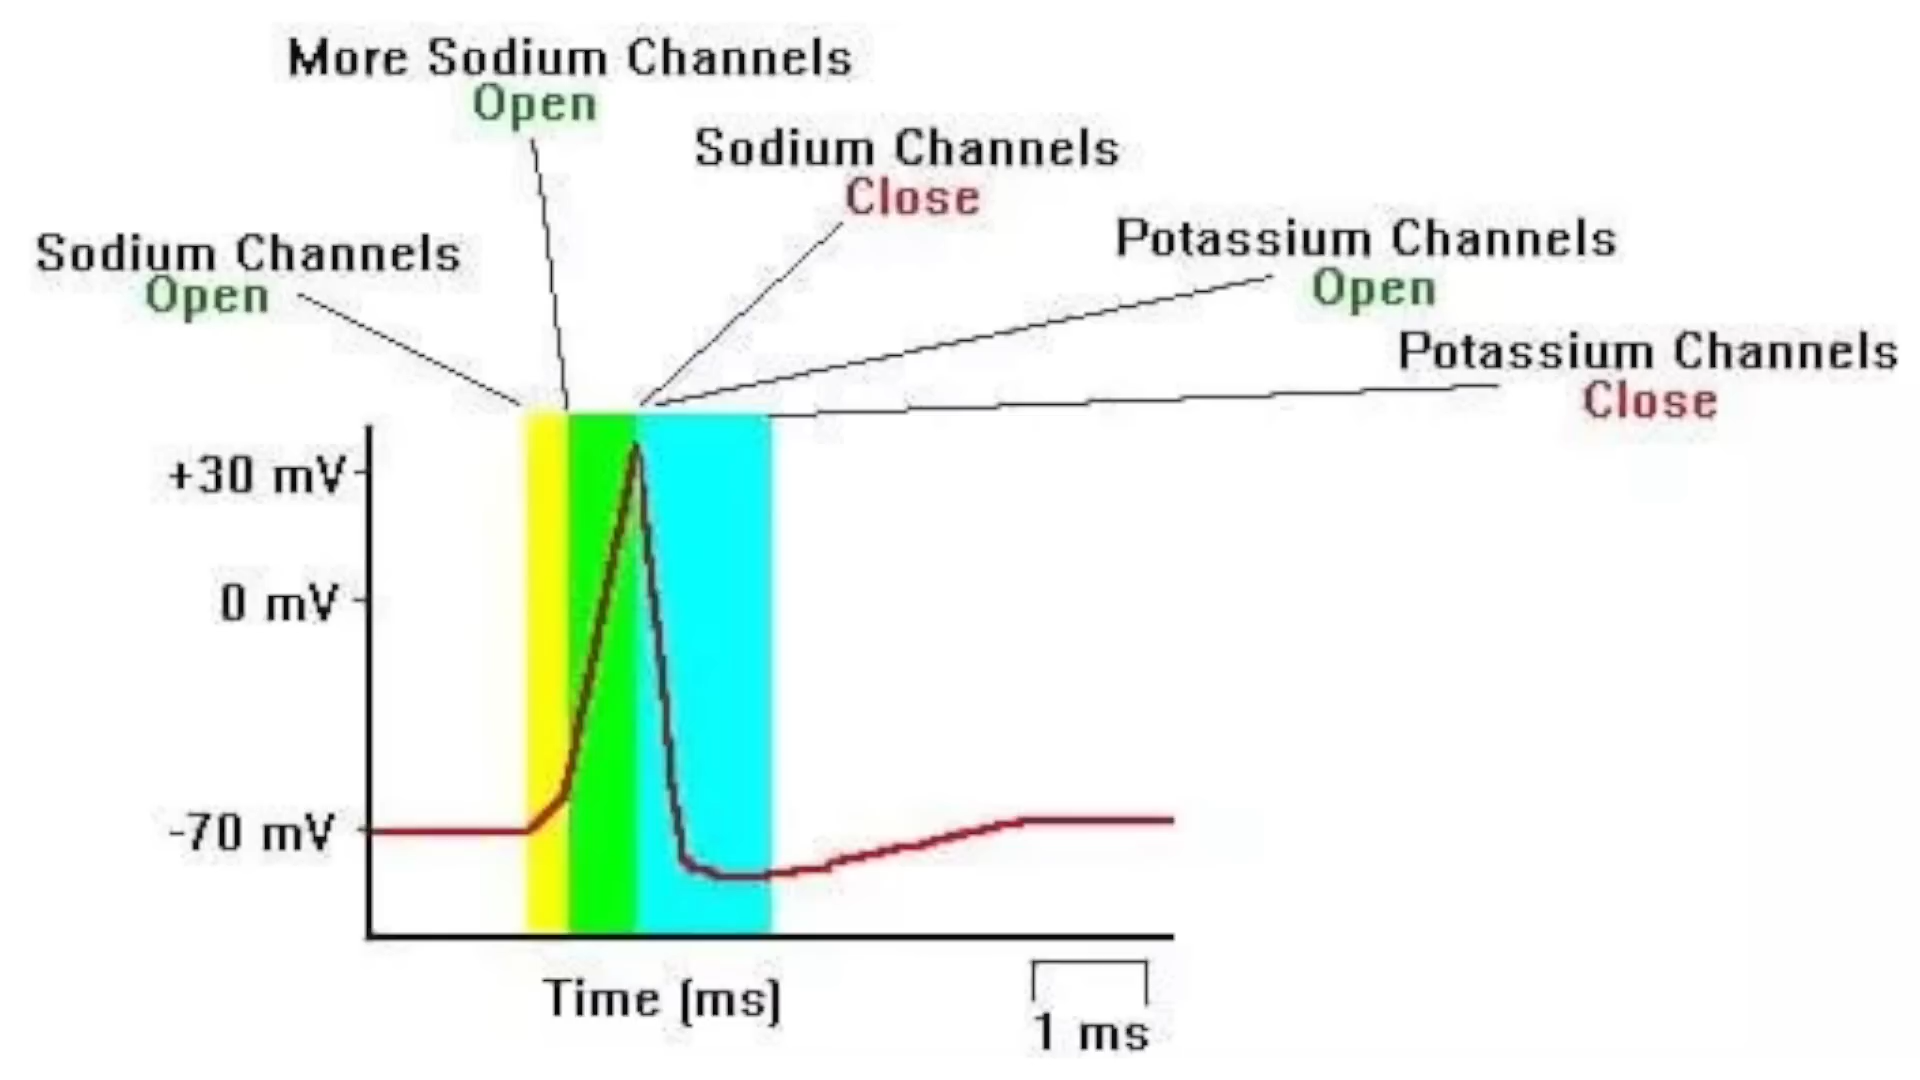 More Sodium Channels
Open
Sodium Channels
Close
Sodium Channels
Open
Potassium Channels
Open
Potassium Channels
Close
+30 mV
0 mV
-70 mV
Time (ms)
1 ms